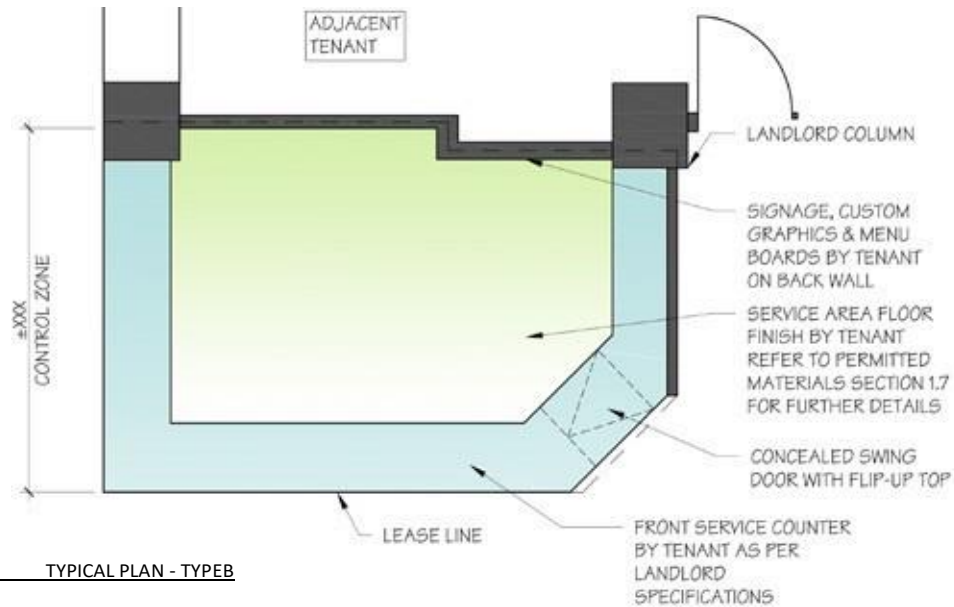 ADJACENT
TENANT
LANDLORD COLUMN
SIGNAGE, CUSTOM
GRAPHICS & MENU
BOARDS BY TENANT
ON BACK WALL
SERVICE AREA FLOOR
FINISH BY TENANT
REFER TO PERMITTED
MATERIALS SECTION 1.7
FOR FURTHER DETAILS
CONCEALED SWING
DOOR WITH FLIP-UP TOP
±XXX
CONTROL ZONE
LEASE LINE
FRONT SERVICE COUNTER
BY TENANT AS PER
LANDLORD
SPECIFICATIONS
TYPICAL PLAN - TYPEB